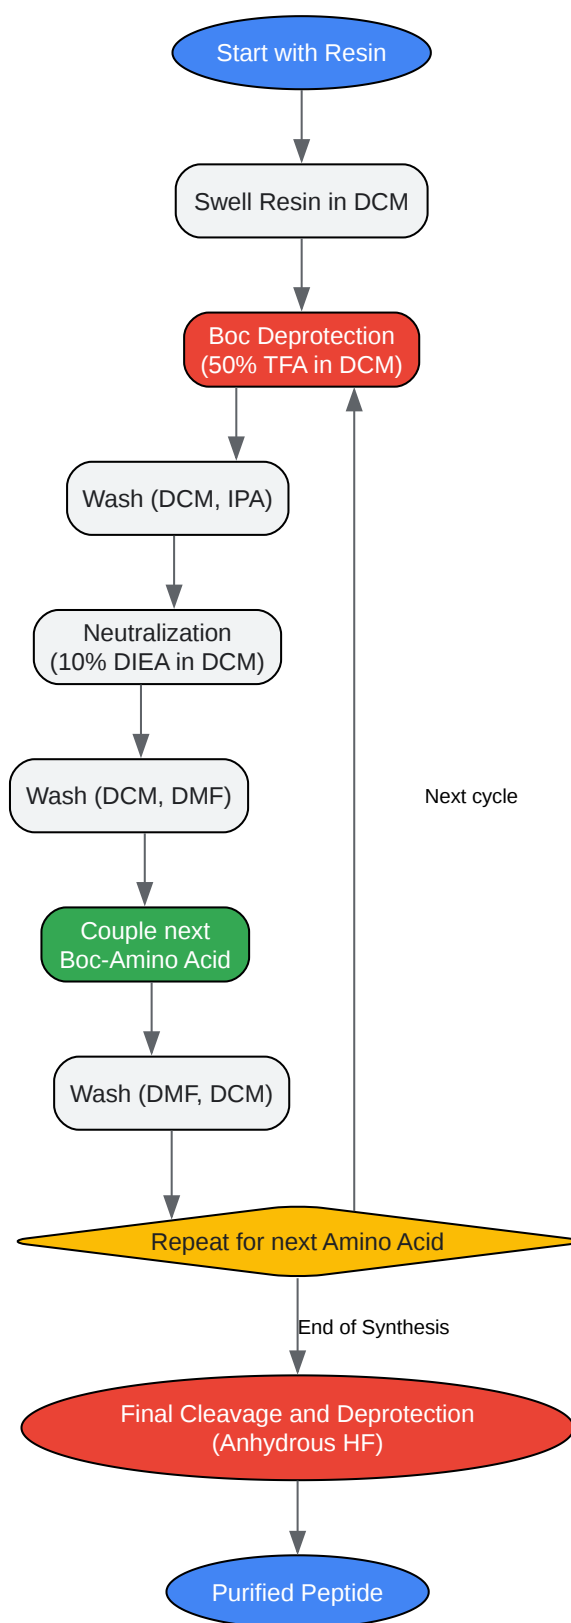 Start with Resin
Swell Resin in DCM
Boc Deprotection
(50% TFA in DCM)
Wash (DCM, IPA)
Neutralization
(10% DIEA in DCM)
Wash (DCM, DMF)
Next cycle
Couple next
Boc-Amino Acid
Wash (DMF, DCM)
Repeat for next Amino Acid
End of Synthesis
Final Cleavage and Deprotection
(Anhydrous HF)
Purified Peptide